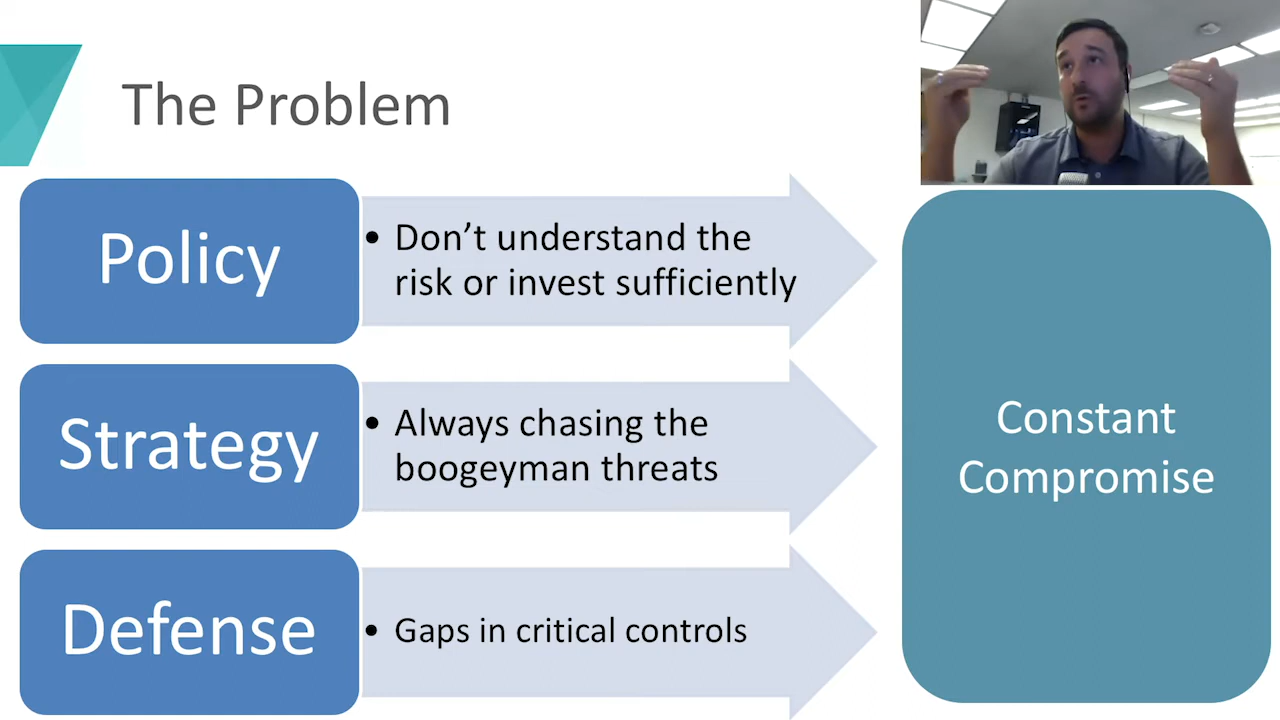 The Problem
Policy
• Don’t understand the
risk or invest sufficiently
Strategy
• Always chasing the
boogeyman threats
Defense
• Gaps in critical controls
Constant
Compromise